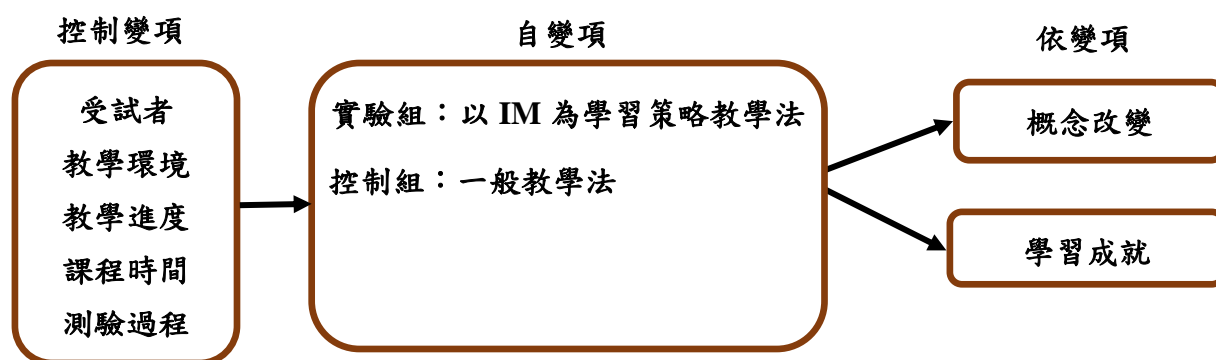 控制變項
受試者
教學環境
教學進度
課程時間
測驗過程
自變項
實驗組：以 IM 為學習策略教學法
控制組：一般教學法
依變項
概念改變
學習成就